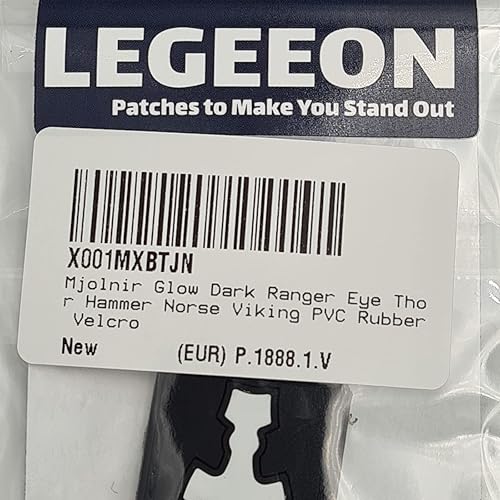 LEGEEON
Patches to Make You Stand Out
X001MXBTJN
Mjolnir Glow Dark Ranger Eye Tho
r Hammer Norse Viking PVC Rubber
Velcro
New (EUR) P.1888.1.V